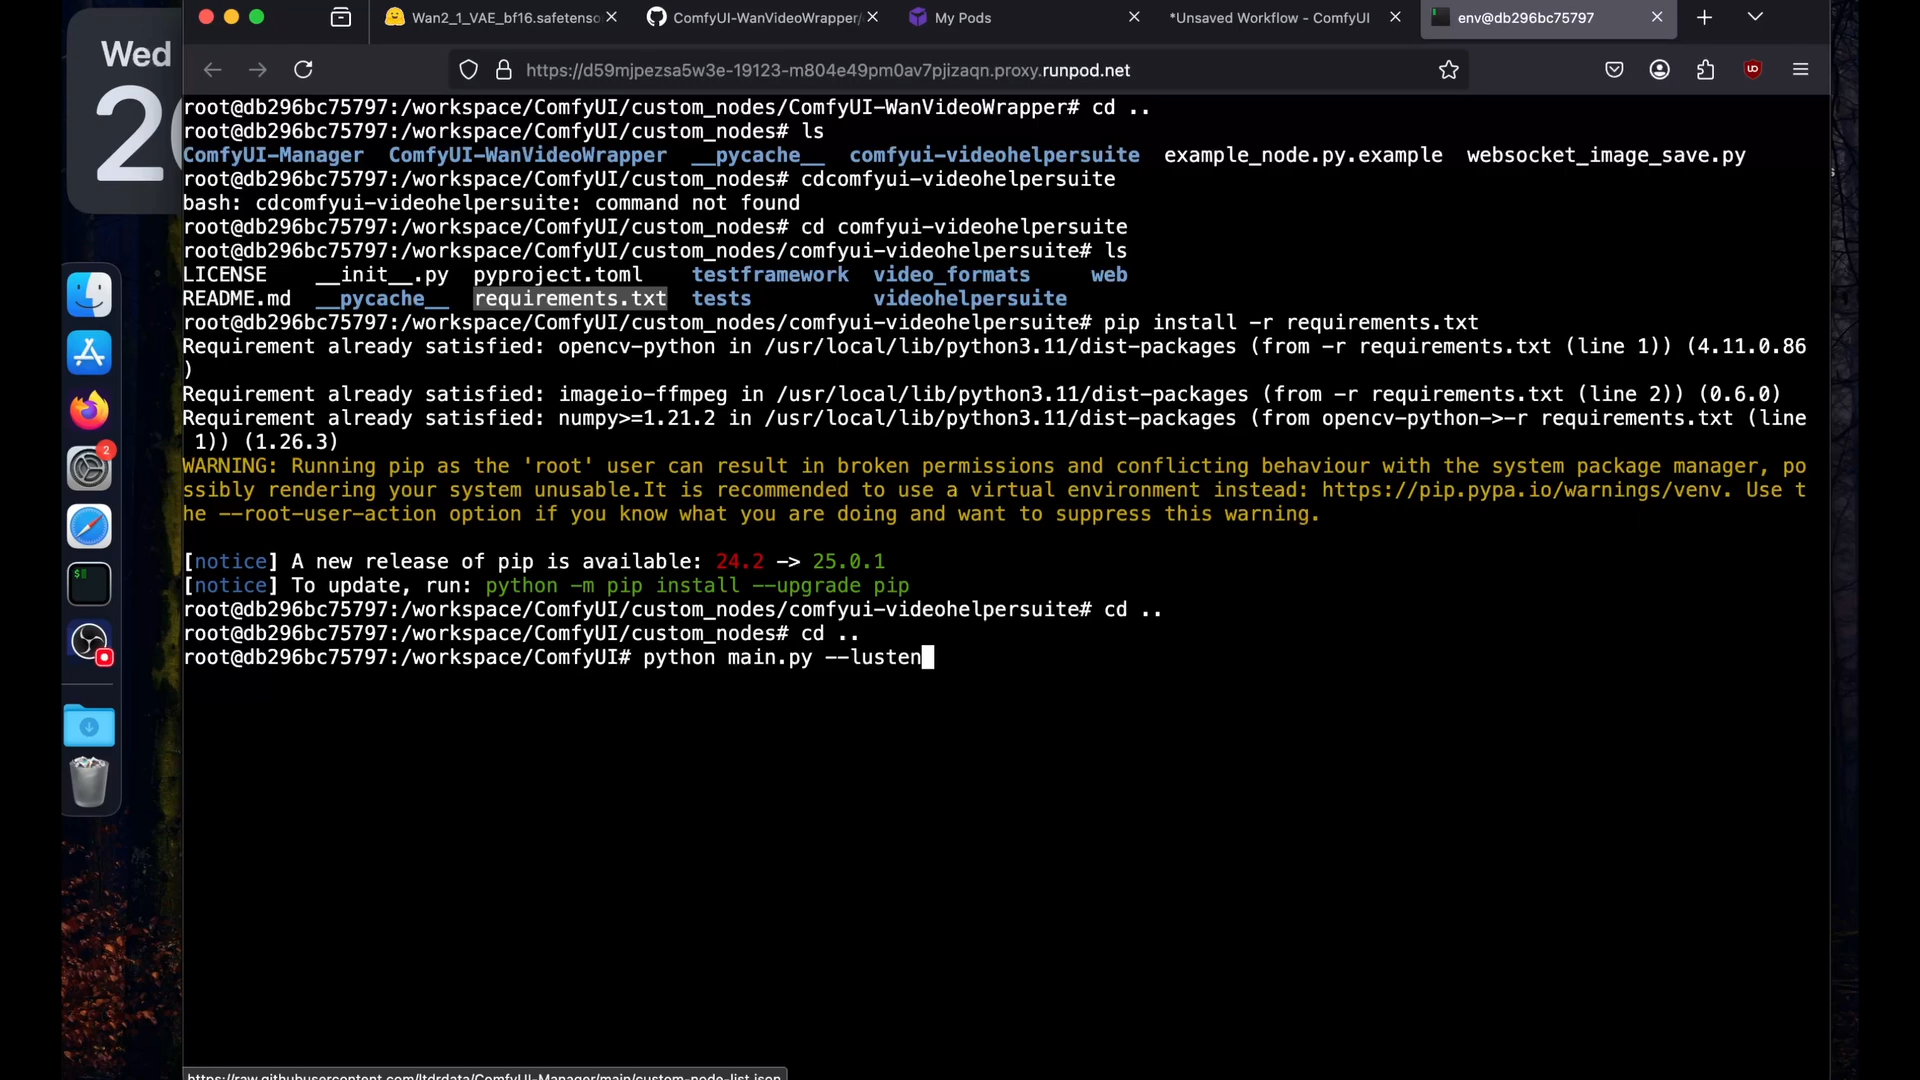 Wed
Wan2_1_VAE_bf16.safetenso
ComfyUI-WanVideoWrapper/
My Pods
*Unsaved Workflow - ComfyUI
env@db296bc75797
https://d59mjpezsa5w3e-19123-m804e49pm0av7pjizaqn.proxy.runpod.net
root@db296bc75797:/workspace/ComfyUI/custom_nodes/ComfyUI-WanVideoWrapper# cd ..
root@db296bc75797:/workspace/ComfyUI/custom_nodes# ls
ComfyUI-Manager ComfyUI-WanVideoWrapper __pycache__ comfyui-videohelpersuite example_node.py.example websocket_image_save.py
root@db296bc75797:/workspace/ComfyUI/custom_nodes# cdcomfyui-videohelpersuite
bash: cdcomfyui-videohelpersuite: command not found
root@db296bc75797:/workspace/ComfyUI/custom_nodes# cd comfyui-videohelpersuite
root@db296bc75797:/workspace/ComfyUI/custom_nodes/comfyui-videohelpersuite# ls
LICENSE __init__.py pyproject.toml testframework video_formats web
README.md __pycache__ requirements.txt tests videohelpersuite
root@db296bc75797:/workspace/ComfyUI/custom_nodes/comfyui-videohelpersuite# pip install -r requirements.txt
Requirement already satisfied: opencv-python in /usr/local/lib/python3.11/dist-packages (from -r requirements.txt (line 1)) (4.11.0.86
)
Requirement already satisfied: imageio-ffmpeg in /usr/local/lib/python3.11/dist-packages (from -r requirements.txt (line 2)) (0.6.0)
Requirement already satisfied: numpy>=1.21.2 in /usr/local/lib/python3.11/dist-packages (from opencv-python->-r requirements.txt (line
1)) (1.26.3)
WARNING: Running pip as the 'root' user can result in broken permissions and conflicting behaviour with the system package manager, po
ssibly rendering your system unusable.It is recommended to use a virtual environment instead: https://pip.pypa.io/warnings/venv. Use t
he --root-user-action option if you know what you are doing and want to suppress this warning.
[notice] A new release of pip is available: 24.2 -> 25.0.1
[notice] To update, run: python -m pip install --upgrade pip
root@db296bc75797:/workspace/ComfyUI/custom_nodes/comfyui-videohelpersuite# cd ..
root@db296bc75797:/workspace/ComfyUI/custom_nodes# cd ..
root@db296bc75797:/workspace/ComfyUI# python main.py --lusten
2
https://raw.githubusercontent.com/ltdrdata/ComfyUI-Manager/main/custom-node-list.json